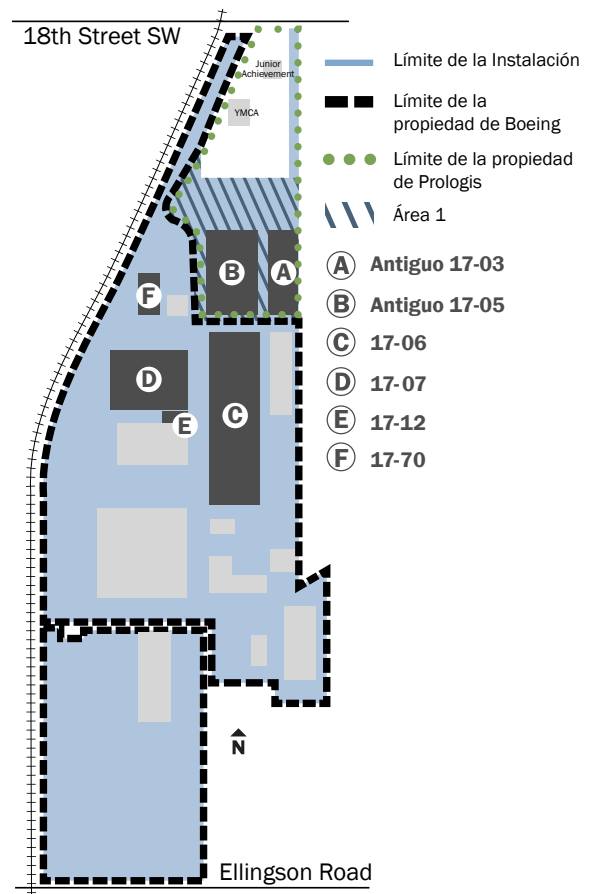 18th Street SW
Junior
Achievement
YMCA
Límite de la Instalación
Límite de la
propiedad de Boeing
Límite de la propiedad
de Prologis
Área 1
A Antiguo 17-03
B Antiguo 17-05
C 17-06
D 17-07
E 17-12
F 17-70
B
A
F
D
C
E
N
Ellingson Road